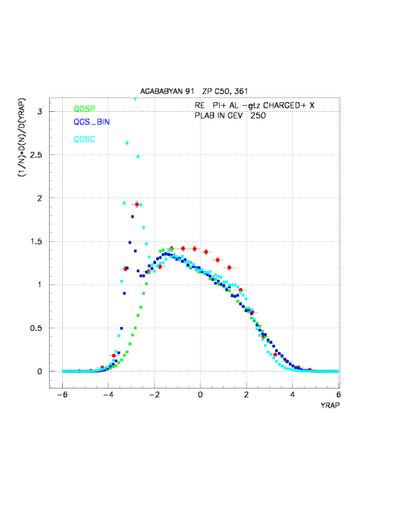 AGABABYAN 91 ZP C50, 361
(1/N)*D(N)/D(YRAP)
QGSP
QGS_BIN
QGSC
RE PI+ AL -gtz CHARGED+ X
PLAB IN GEV 250
3
2.5
2
1.5
1
0.5
0
-6 -4 -2 0 2 4 6
YRAP